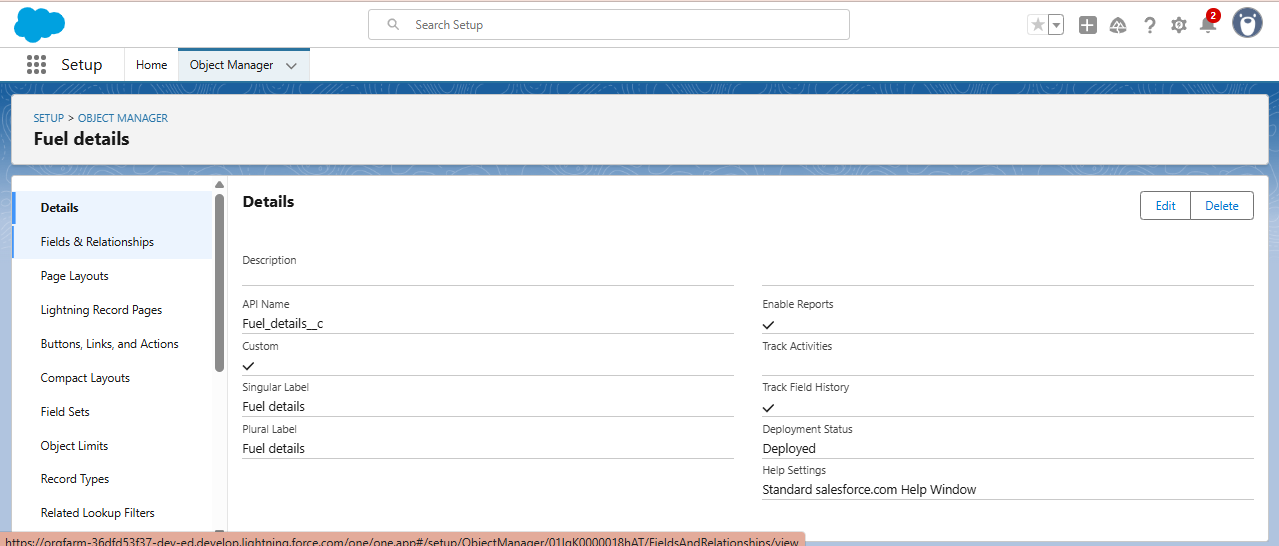 Search Setup
2
Setup
Home
Object Manager
SETUP > OBJECT MANAGER
Fuel details
Details
Fields & Relationships
Page Layouts
Lightning Record Pages
Buttons, Links, and Actions
Compact Layouts
Field Sets
Object Limits
Record Types
Related Lookup Filters
Details
Edit
Delete
Description
API Name
Fuel_details__c
Enable Reports
Custom
Track Activities
Singular Label
Fuel details
Track Field History
Plural Label
Fuel details
Deployment Status
Deployed
Help Settings
Standard salesforce.com Help Window
https://orgfarm-36dfd53f37-dev-ed.develop.lightning.force.com/one/one.app#/setup/ObjectManager/01IgK0000018hAT/FieldsAndRelationships/view